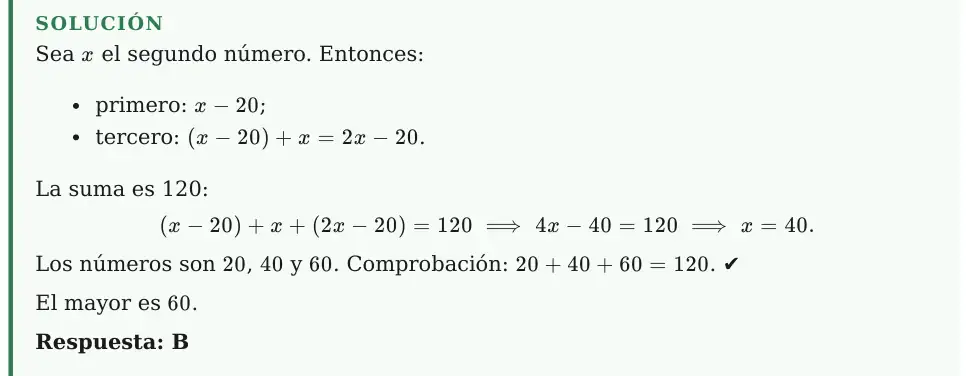 SOLUCIÓN
Sea x el segundo número. Entonces:
• primero: x − 20;
• tercero: (x − 20) + x = 2x − 20.
La suma es 120:
(x − 20) + x + (2x − 20) = 120 ⟹ 4x − 40 = 120 ⟹ x = 40.
Los números son 20, 40 y 60. Comprobación: 20 + 40 + 60 = 120. ✔
El mayor es 60.
Respuesta: B